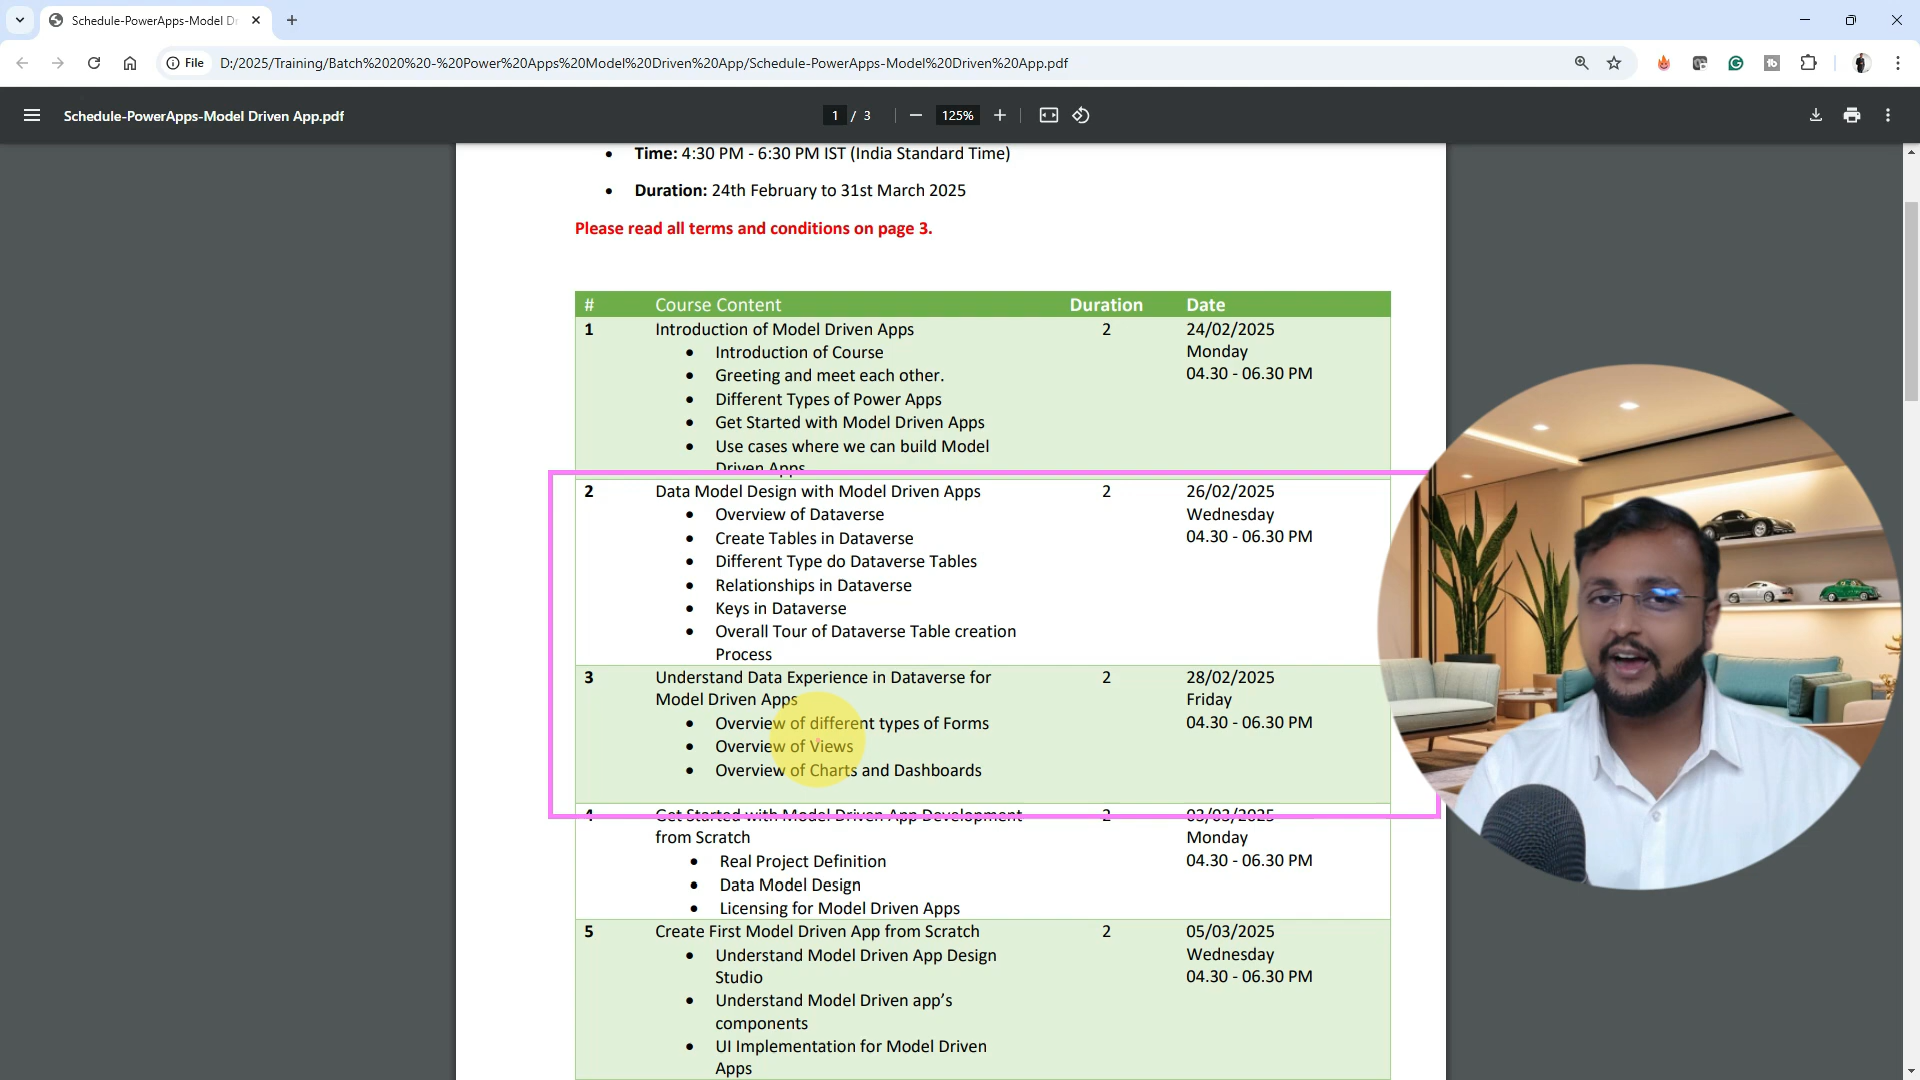 Schedule-PowerApps-Model Dr
File
D:/2025/Training/Batch%2020%20-%20Power%20Apps%20Model%20Driven%20App/Schedule-PowerApps-Model%20Driven%20App.pdf
Schedule-PowerApps-Model Driven App.pdf
1 / 3
125%
• Time: 4:30 PM - 6:30 PM IST (India Standard Time)
• Duration: 24th February to 31st March 2025
Please read all terms and conditions on page 3.
# Course Content Duration Date
1 Introduction of Model Driven Apps 2 24/02/2025
• Introduction of Course Monday
• Greeting and meet each other. 04.30 - 06.30 PM
• Different Types of Power Apps
• Get Started with Model Driven Apps
• Use cases where we can build Model
Driven Apps
2 Data Model Design with Model Driven Apps 2 26/02/2025
• Overview of Dataverse Wednesday
• Create Tables in Dataverse 04.30 - 06.30 PM
• Different Type do Dataverse Tables
• Relationships in Dataverse
• Keys in Dataverse
• Overall Tour of Dataverse Table creation
Process
3 Understand Data Experience in Dataverse for 2 28/02/2025
Model Driven Apps Friday
• Overview of different types of Forms 04.30 - 06.30 PM
• Overview of Views
• Overview of Charts and Dashboards
4 Get Started with Model Driven App Development 2 03/03/2025
from Scratch Monday
• Real Project Definition 04.30 - 06.30 PM
• Data Model Design
• Licensing for Model Driven Apps
5 Create First Model Driven App from Scratch 2 05/03/2025
• Understand Model Driven App Design Wednesday
Studio 04.30 - 06.30 PM
• Understand Model Driven app's
components
• UI Implementation for Model Driven
Apps